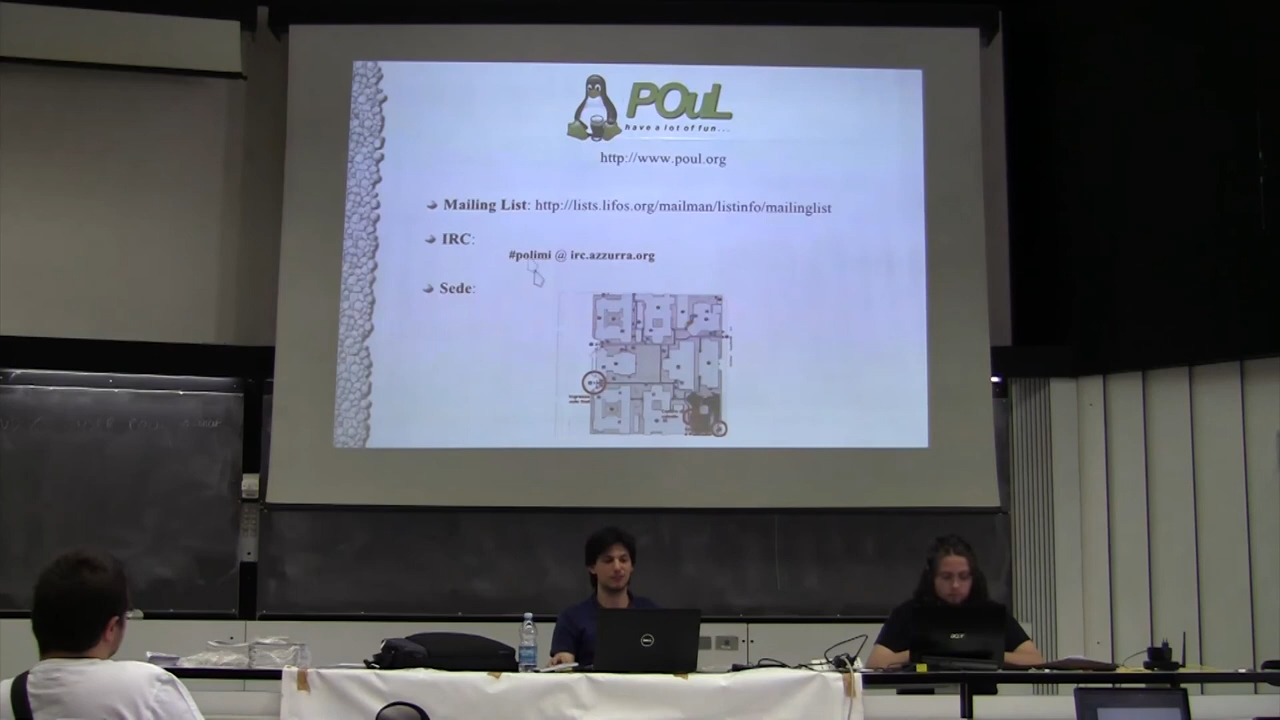 POuL
have a lot of fun...
http://www.poul.org
Mailing List: http://lists.lifos.org/mailman/listinfo/mailinglist
IRC:
#polimi @ irc.azzurra.org
Sede:
DELL
acer